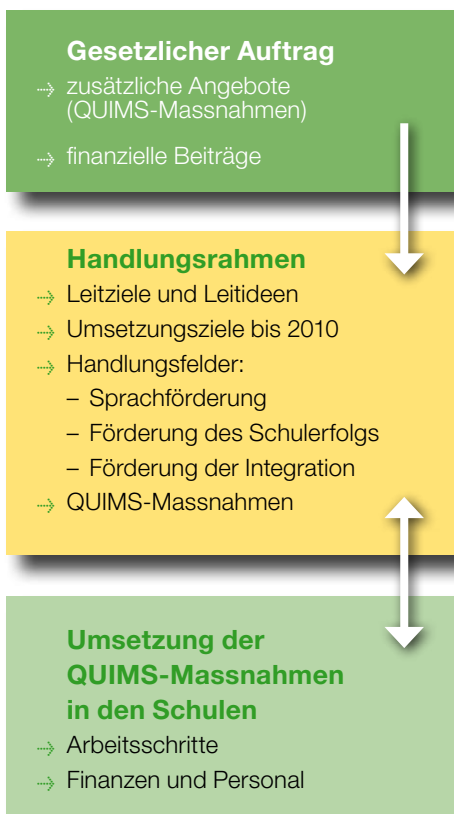 Gesetzlicher Auftrag
zusätzliche Angebote
(QUIMS-Massnahmen)
finanzielle Beiträge
Handlungsrahmen
Leitziele und Leitideen
Umsetzungsziele bis 2010
Handlungsfelder:
– Sprachförderung
– Förderung des Schulerfolgs
– Förderung der Integration
QUIMS-Massnahmen
Umsetzung der
QUIMS-Massnahmen
in den Schulen
Arbeitsschritte
Finanzen und Personal